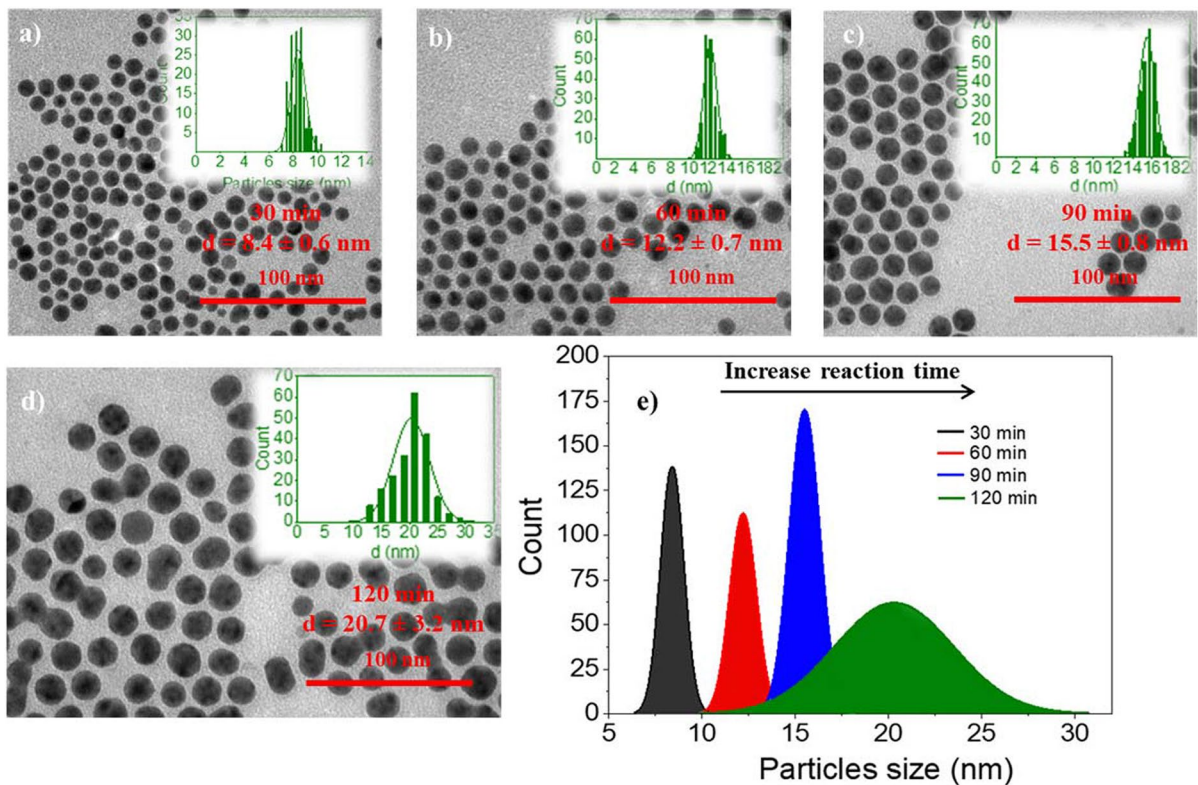 a)
35
30
25
20
15
10
5
0
Count
0 2 4 6 8 10 12 14
Particles size (nm)
30 min
d = 8.4 ± 0.6 nm
100 nm
b)
70
60
50
40
30
20
10
0
Count
0 2 4 6 8 10 12 14 16 18 2
d (nm)
60 min
d = 12.2 ± 0.7 nm
100 nm
c)
70
60
50
40
30
20
10
0
Count
0 2 4 6 8 10 12 14 16 18 2
d (nm)
90 min
d = 15.5 ± 0.8 nm
100 nm
d)
70
60
50
40
30
20
10
0
Count
0 5 10 15 20 25 30 35
d (nm)
120 min
d = 20.7 ± 3.2 nm
100 nm
e)
Increase reaction time
30 min
60 min
90 min
120 min
200
175
150
125
100
75
50
25
0
Count
5 10 15 20 25 30
Particles size (nm)